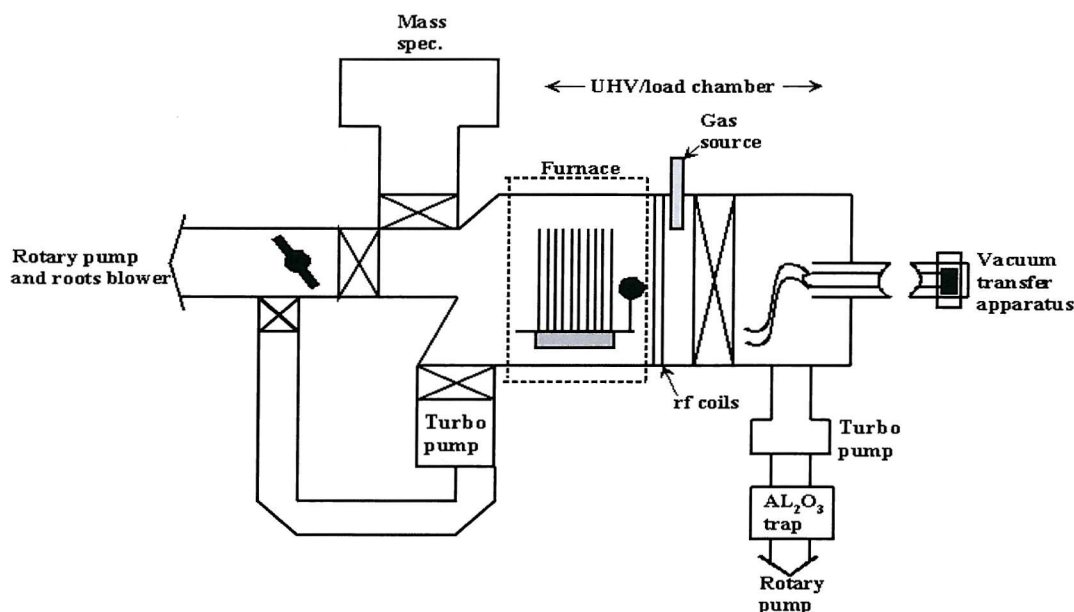 Mass
spec.
UHV/load chamber
Gas
source
Furnace
Rotary pump
and roots blower
Vacuum
transfer
apparatus
rf coils
Turbo
pump
Turbo
pump
AL₂O₃
trap
Rotary
pump